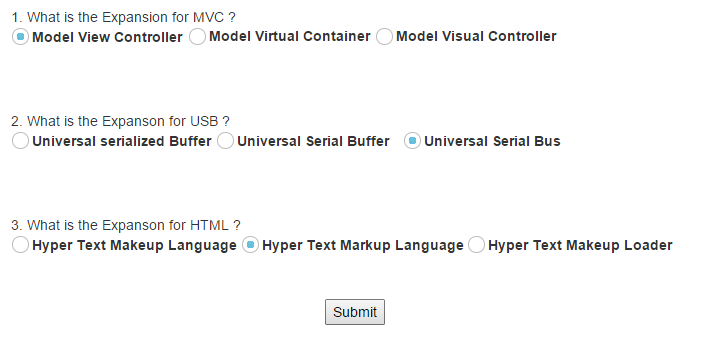 1. What is the Expansion for MVC ?
Model View Controller Model Virtual Container Model Visual Controller
2. What is the Expanson for USB ?
Universal serialized Buffer Universal Serial Buffer Universal Serial Bus
3. What is the Expanson for HTML ?
Hyper Text Makeup Language Hyper Text Markup Language Hyper Text Makeup Loader
Submit